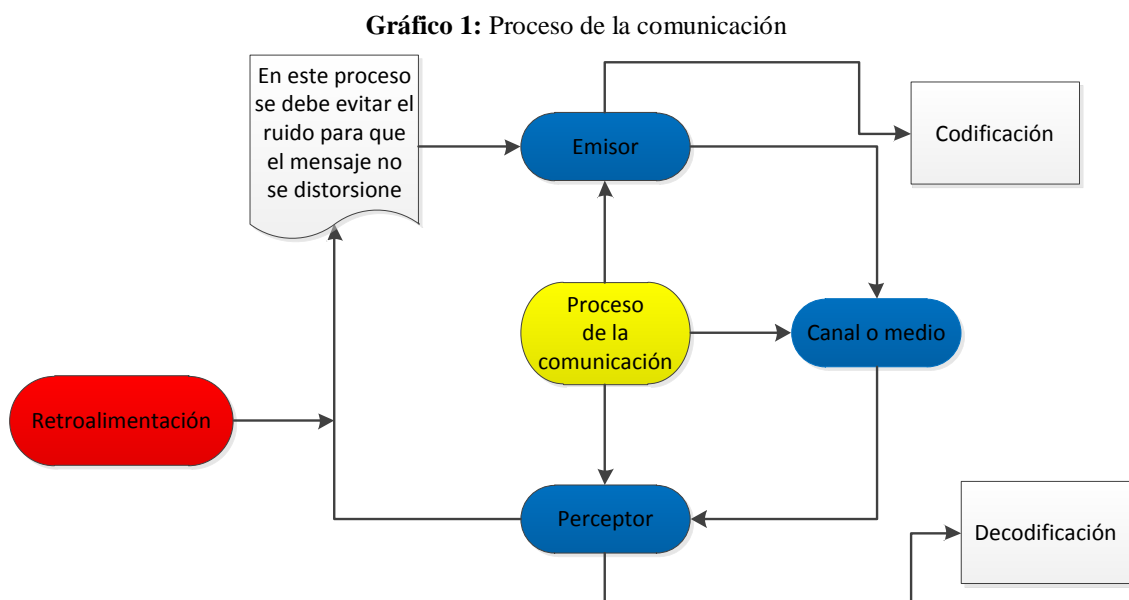 Gráfico 1: Proceso de la comunicación
En este proceso
se debe evitar el
ruido para que
el mensaje no
se distorsione
Emisor
Codificación
Proceso
de la
comunicación
Canal o medio
Retroalimentación
Perceptor
Decodificación